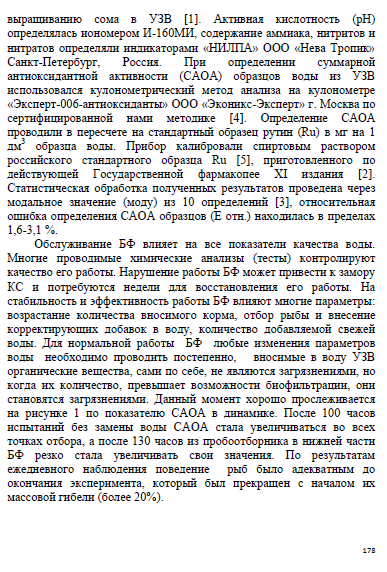 выращиванию сома в УЗВ [1]. Активная кислотность (pH)
определялась иономером И-160МИ, содержание аммиака, нитритов и
нитратов определяли индикаторами «НИЛПА» ООО «Нева Тропик»
Санкт-Петербург, Россия. При определении суммарной
антиоксидантной активности (САОА) образцов воды из УЗВ
использовался кулонометрический метод анализа на кулонометре
«Эксперт-006-антиоксиданты» ООО «Эконикс-Эксперт» г. Москва по
сертифицированной нами методике [4]. Определение САОА
проводили в пересчете на стандартный образец рутин (Ru) в мг на 1
дм³ образца воды. Прибор калибровали спиртовым раствором
российского стандартного образца Ru [5], приготовленного по
действующей Государственной фармакопее XI издания [2].
Статистическая обработка полученных результатов проведена через
модальное значение (моду) из 10 определений [3], относительная
ошибка определения САОА образцов (Е отн.) находилась в пределах
1,6-3,1 %.
Обслуживание БФ влияет на все показатели качества воды.
Многие проводимые химические анализы (тесты) контролируют
качество его работы. Нарушение работы БФ может привести к замору
КС и потребуются недели для восстановления его работы. На
стабильность и эффективность работы БФ влияют многие параметры:
возрастание количества вносимого корма, отбор рыбы и внесение
корректирующих добавок в воду, количество добавляемой свежей
воды. Для нормальной работы БФ любые изменения параметров
воды необходимо проводить постепенно, вносимые в воду УЗВ
органические вещества, сами по себе, не являются загрязнениями, но
когда их количество, превышает возможности биофильтрации, они
становятся загрязнениями. Данный момент хорошо прослеживается
на рисунке 1 по показателю САОА в динамике. После 100 часов
испытаний без замены воды САОА стала увеличиваться во всех
точках отбора, а после 130 часов из пробоотборника в нижней части
БФ резко стала увеличивать свои значения. По результатам
ежедневного наблюдения поведение рыб было адекватным до
окончания эксперимента, который был прекращен с началом их
массовой гибели (более 20%).
178